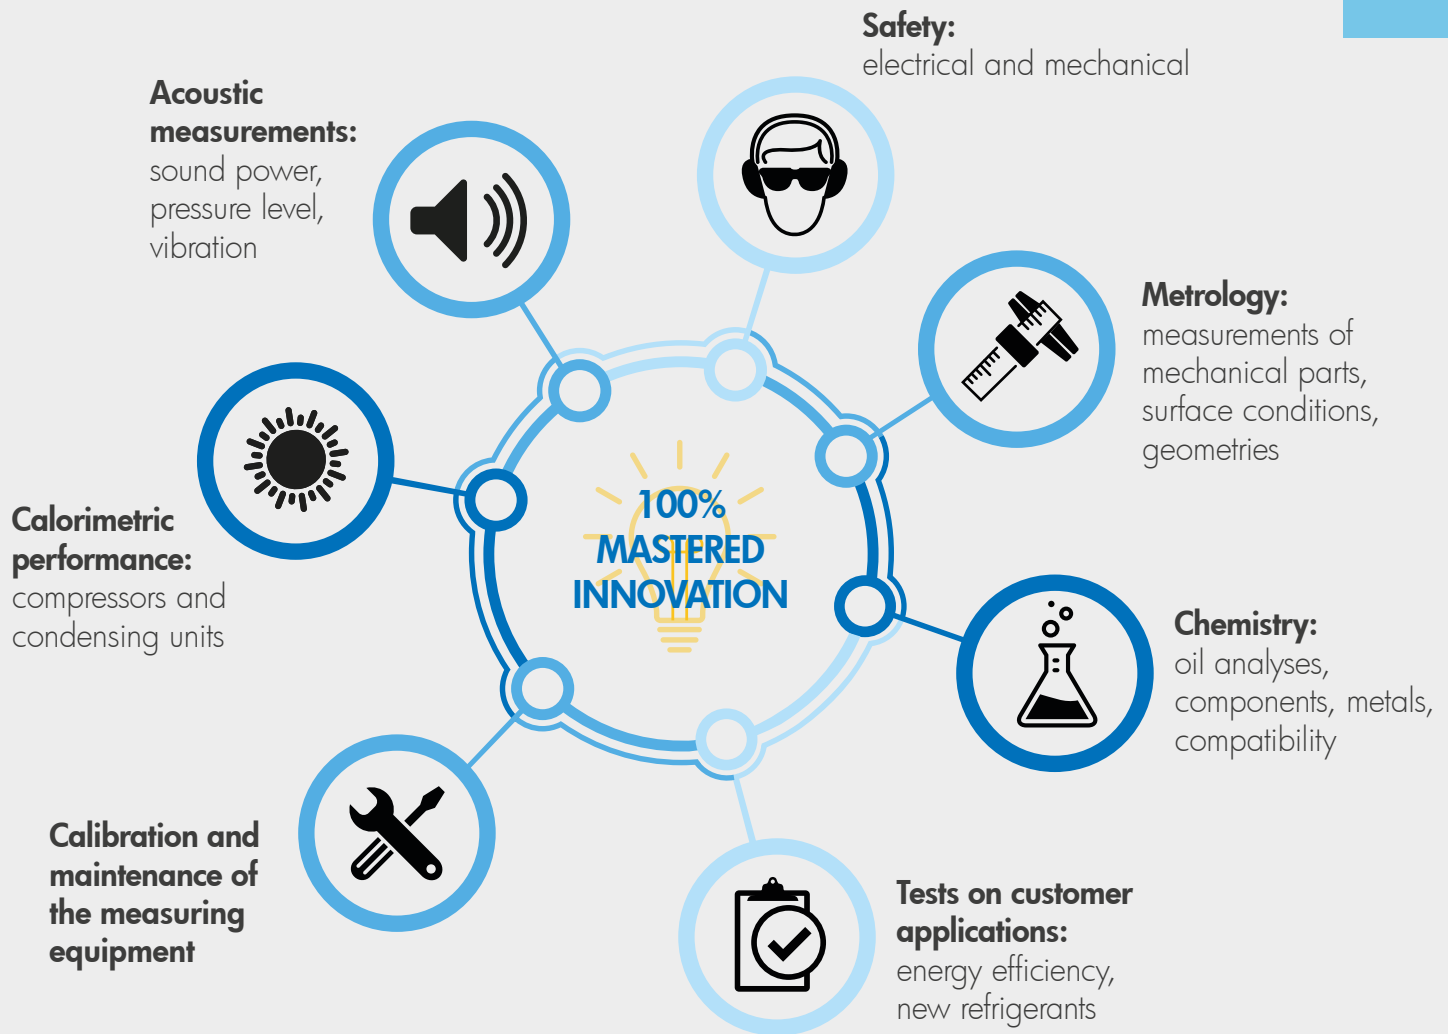 Safety:
electrical and mechanical
Acoustic
measurements:
sound power,
pressure level,
vibration
Metrology:
measurements of
mechanical parts,
surface conditions,
geometries
100%
MASTERED
INNOVATION
Calorimetric
performance:
compressors and
condensing units
Chemistry:
oil analyses,
components, metals,
compatibility
Calibration and
maintenance of
the measuring
equipment
Tests on customer
applications:
energy efficiency,
new refrigerants